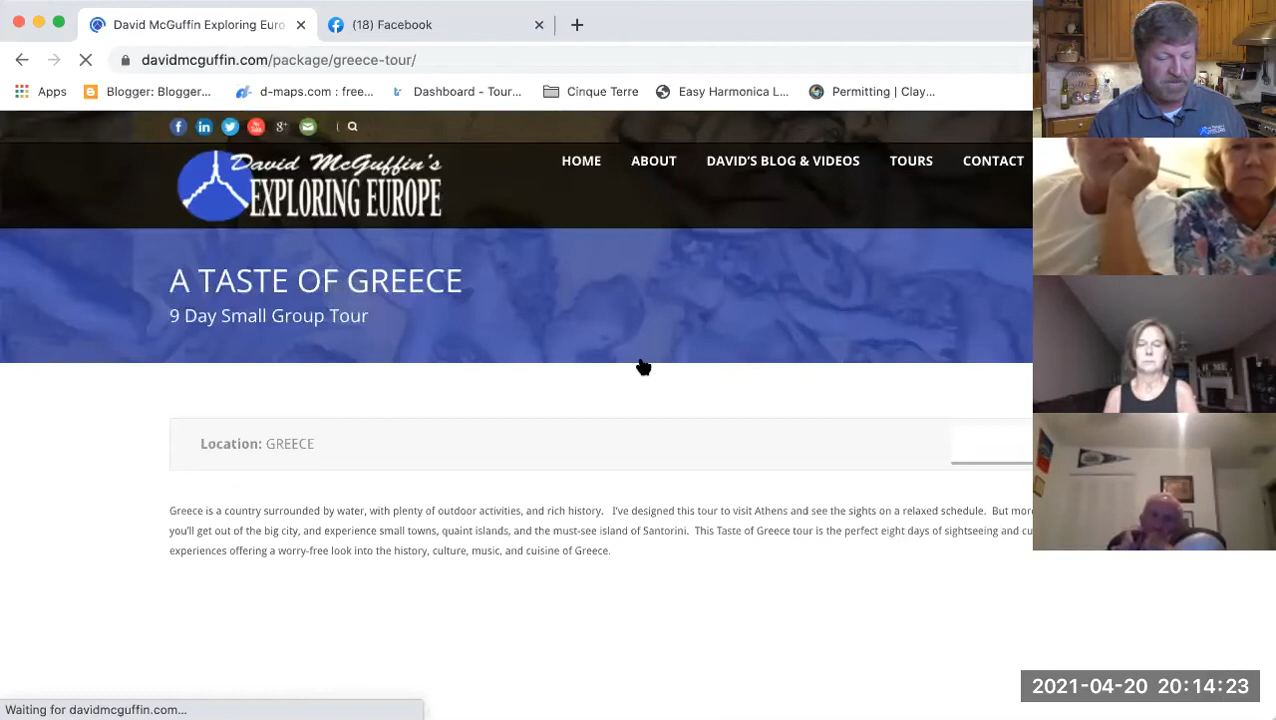 David McGuffin Exploring Euro
(18) Facebook
davidmcguffin.com/package/greece-tour/
Apps
Blogger: Blogger...
d-maps.com : free...
Dashboard - Tour...
Cinque Terre
Easy Harmonica L...
Permitting | Clay...
David McGuffin's
EXPLORING EUROPE
HOME
ABOUT
DAVID'S BLOG & VIDEOS
TOURS
CONTACT
A TASTE OF GREECE
9 Day Small Group Tour
Location: GREECE
Greece is a country surrounded by water, with plenty of outdoor activities, and rich history. I've designed this tour to visit Athens and see the sights on a relaxed schedule. But more
you'll get out of the big city, and experience small towns, quaint islands, and the must-see island of Santorini. This Taste of Greece tour is the perfect eight days of sightseeing and cu
experiences offering a worry-free look into the history, culture, music, and cuisine of Greece.
Waiting for davidmcguffin.com...
2021-04-20 20:14:23